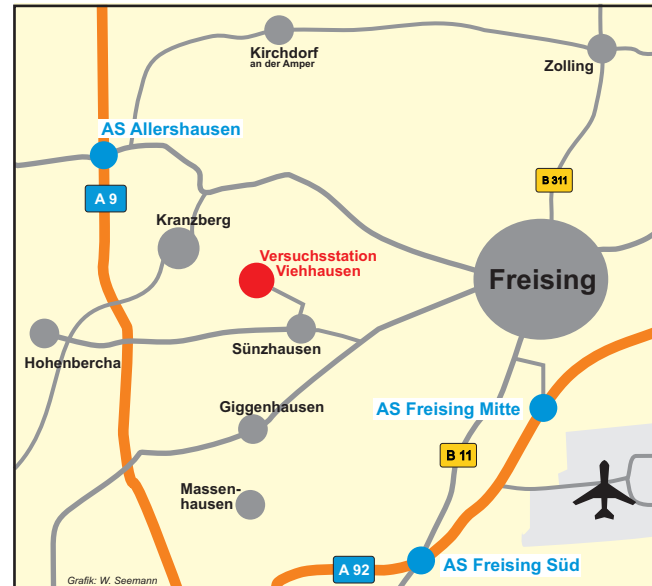 Kirchdorf
an der Amper
Zolling
AS Allershausen
B 311
A 9
Kranzberg
Versuchsstation
Viehhausen
Freising
Sünzhausen
Hohenbercha
Giggenhausen
AS Freising Mitte
B 11
Massen-
hausen
AS Freising Süd
A 92
Grafik: W. Seemann